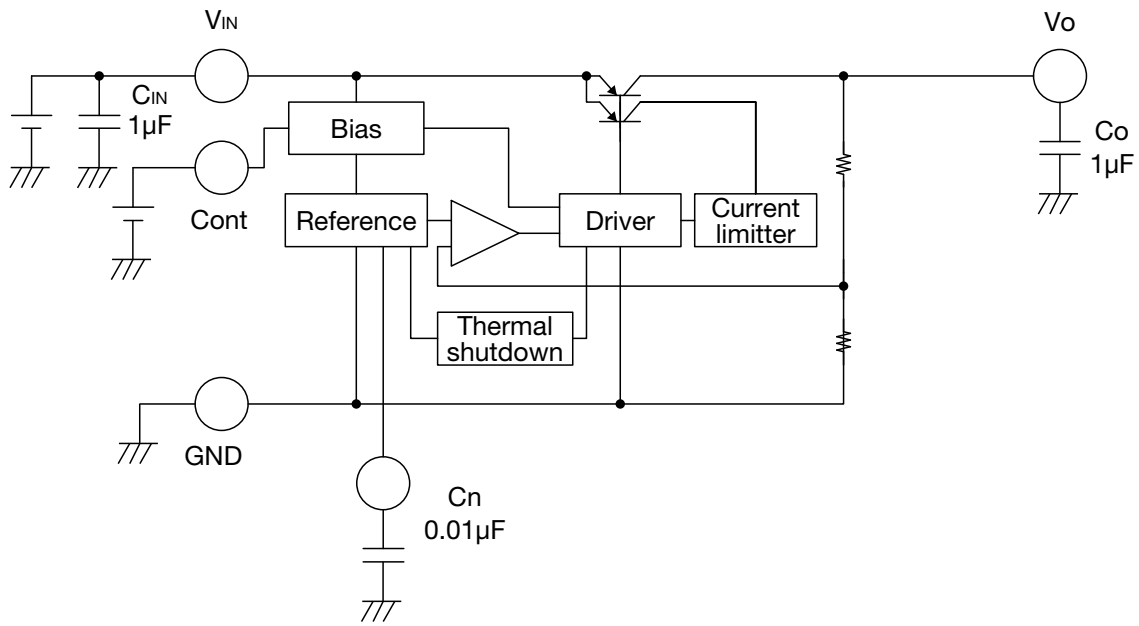 VIN
Vo
CIN
1µF
Bias
Co
1µF
Cont
Reference
Driver
Current
limitter
Thermal
shutdown
GND
Cn
0.01µF